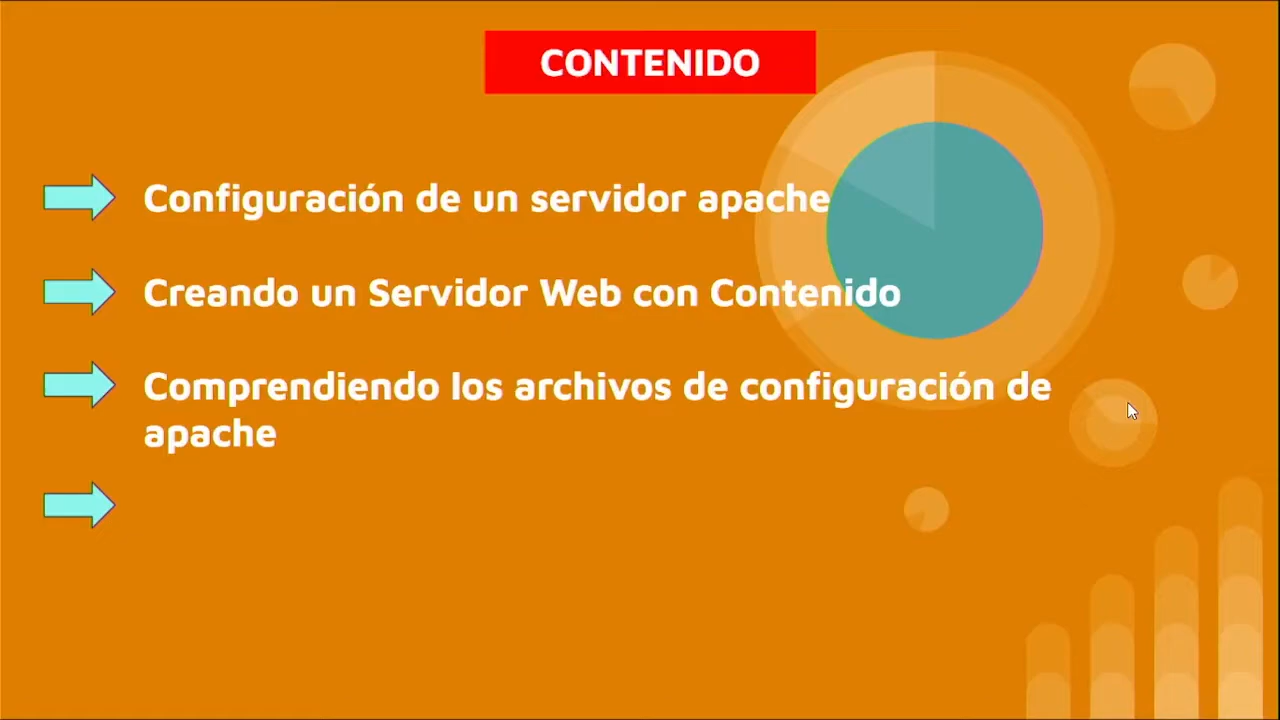 CONTENIDO
Configuración de un servidor apache
Creando un Servidor Web con Contenido
Comprendiendo los archivos de configuración de
apache